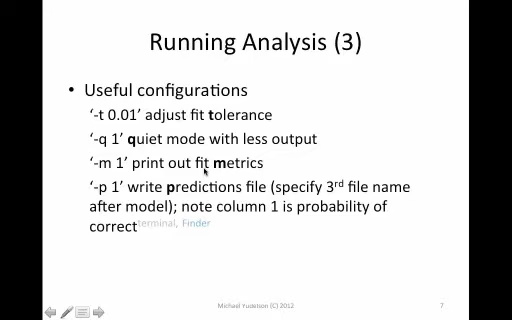 Running Analysis (3)
• Useful configurations
‘-t 0.01’ adjust fit tolerance
‘-q 1’ quiet mode with less output
‘-m 1’ print out fit metrics
‘-p 1’ write predictions file (specify 3rd file name
after model); note column 1 is probability of
correct terminal, Finder
Michael Yudelson (C) 2012
7